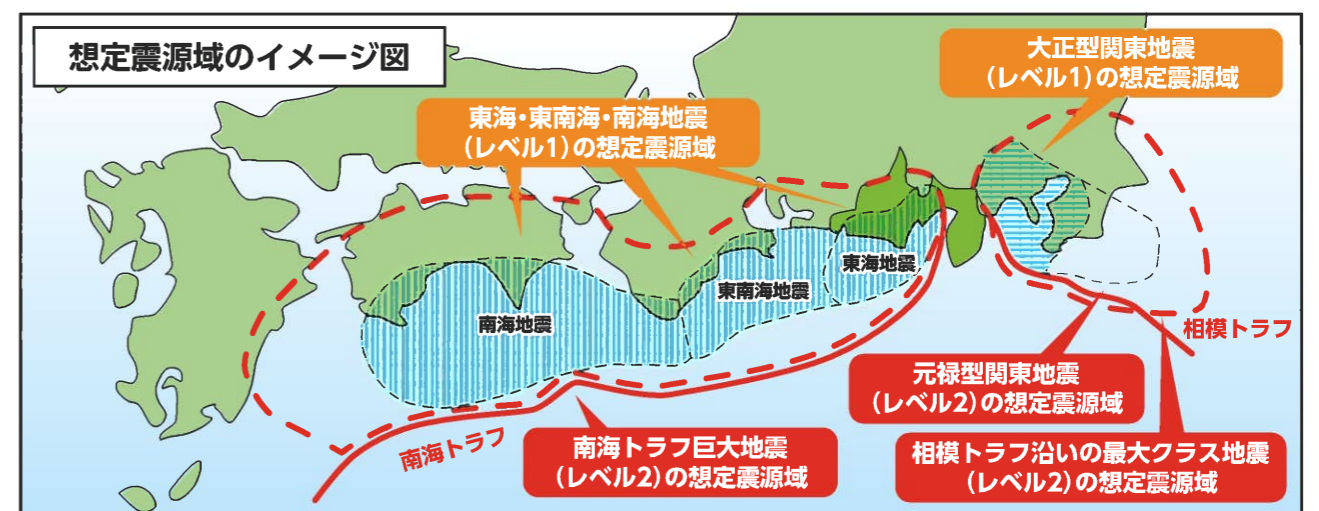 想定震源域のイメージ図
大正型関東地震
(レベル1)の想定震源域
東海・東南海・南海地震
(レベル1)の想定震源域
東海地震
東南海地震
南海地震
相模トラフ
元禄型関東地震
(レベル2)の想定震源域
南海トラフ
南海トラフ巨大地震
(レベル2)の想定震源域
相模トラフ沿いの最大クラス地震
(レベル2)の想定震源域